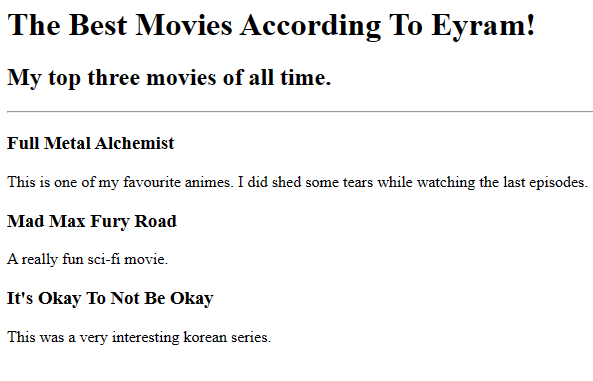 The Best Movies According To Eyram!
My top three movies of all time.
Full Metal Alchemist
This is one of my favourite animes. I did shed some tears while watching the last episodes.
Mad Max Fury Road
A really fun sci-fi movie.
It's Okay To Not Be Okay
This was a very interesting korean series.